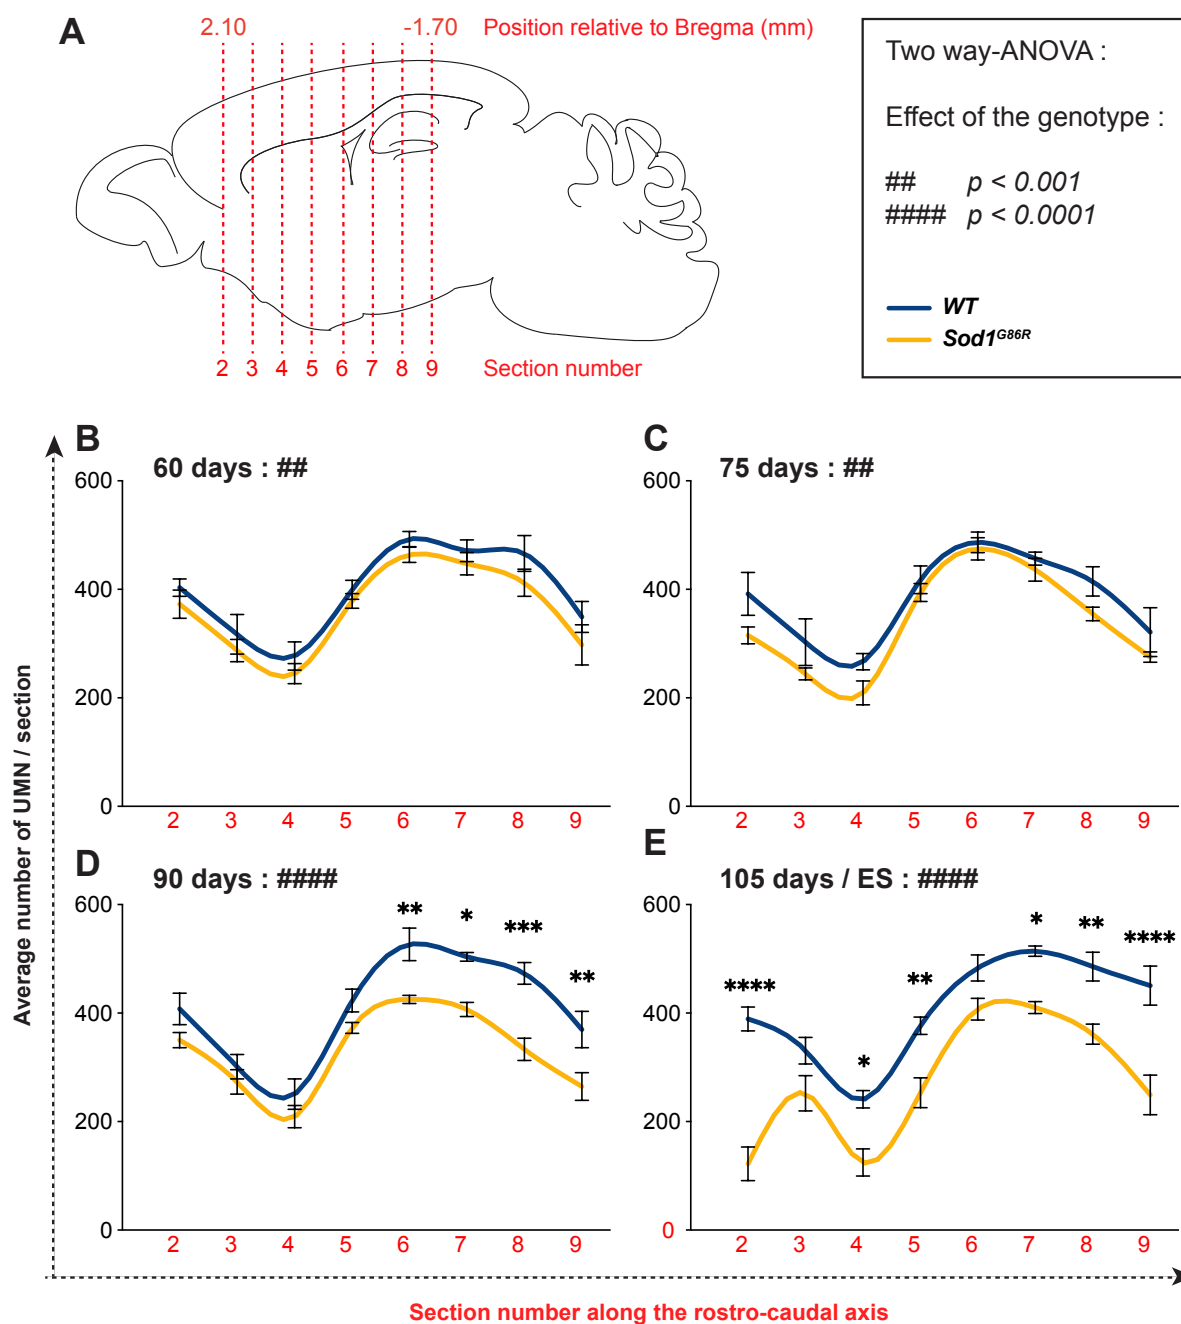 A
2.10 -1.70 Position relative to Bregma (mm)
2 3 4 5 6 7 8 9 Section number
Two way-ANOVA :
Effect of the genotype :
## p < 0.001
#### p < 0.0001
WT
Sod1G86R
Average number of UMN / section
B
60 days : ##
600
400
200
0
2 3 4 5 6 7 8 9
C
75 days : ##
600
400
200
0
2 3 4 5 6 7 8 9
D
90 days : ####
600
400
200
0
** * *** **
2 3 4 5 6 7 8 9
E
105 days / ES : ####
600
400
200
0
**** * ** * ** ****
2 3 4 5 6 7 8 9
Section number along the rostro-caudal axis